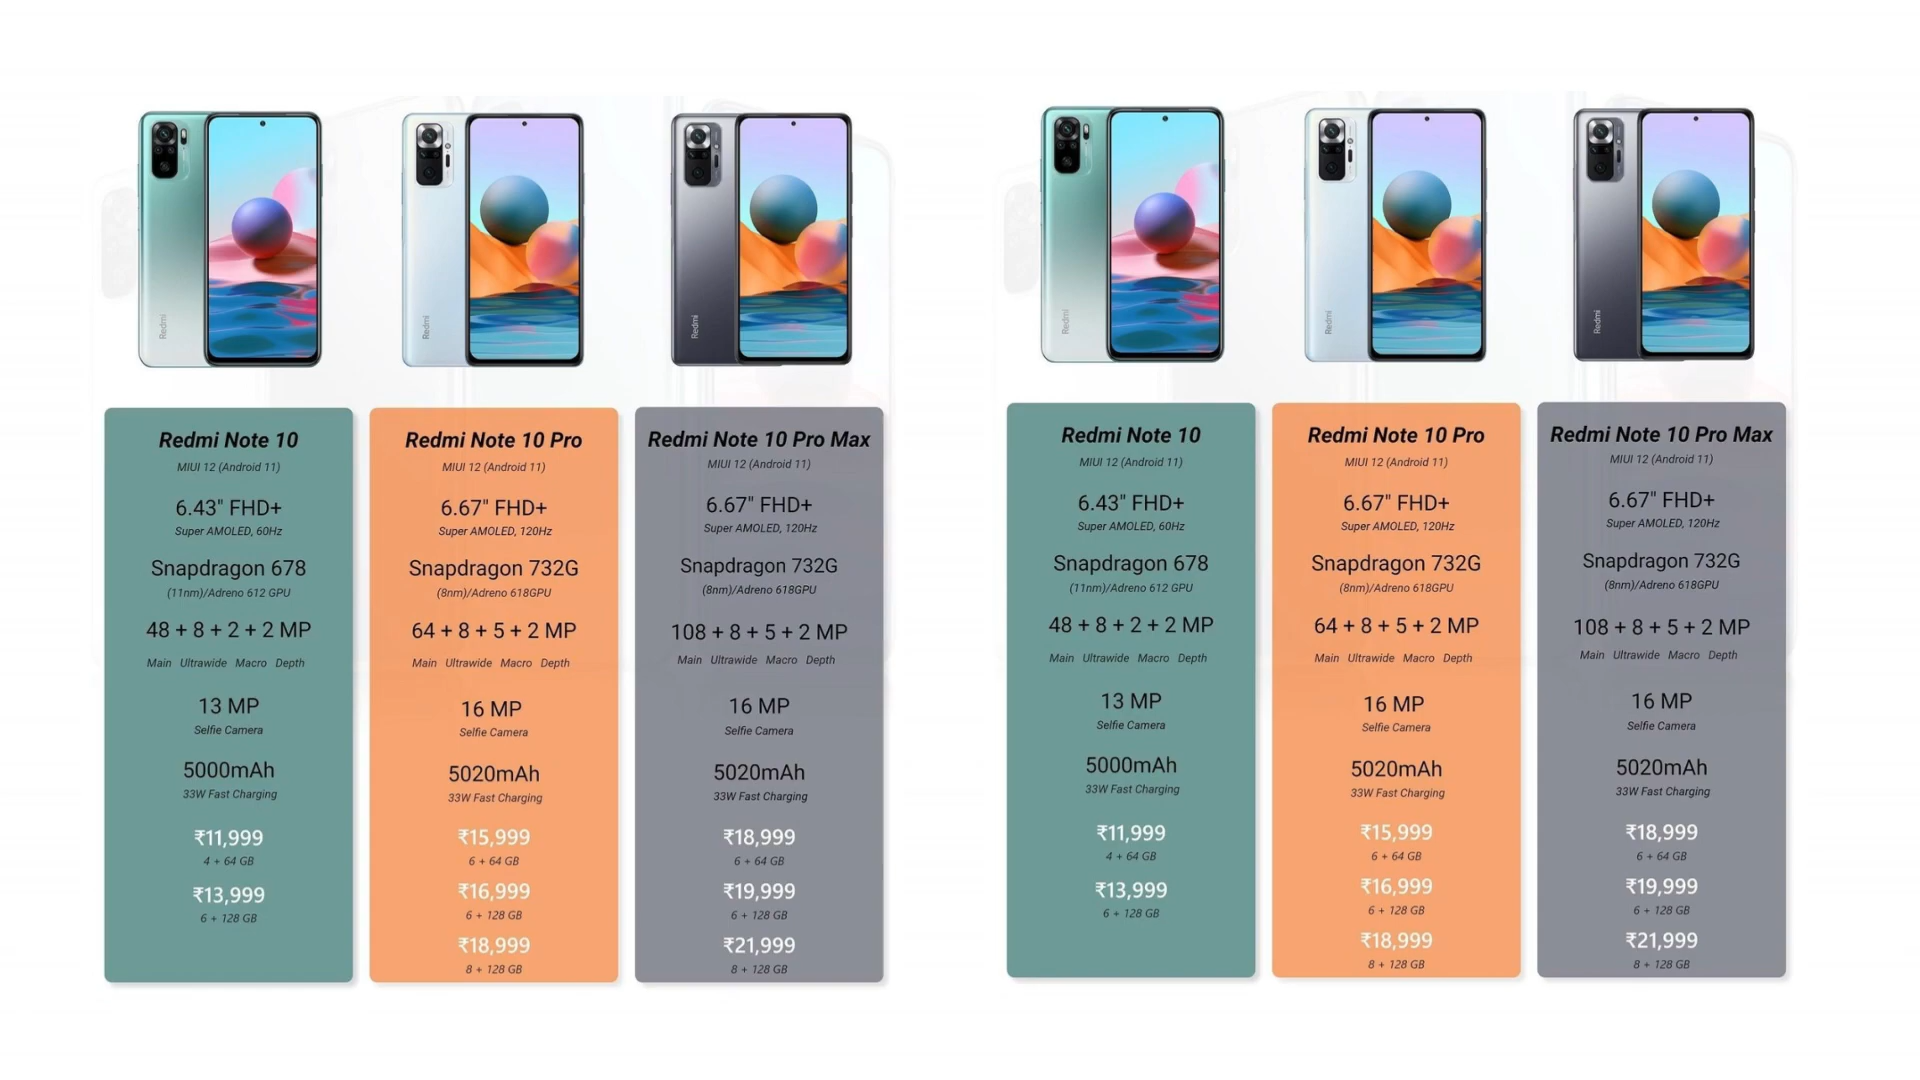 Redmi
Redmi
Redmi
Redmi Note 10
MIUI 12 (Android 11)
6.43" FHD+
Super AMOLED, 60Hz
Snapdragon 678
(11nm)/Adreno 612 GPU
48 + 8 + 2 + 2 MP
Main Ultrawide Macro Depth
13 MP
Selfie Camera
5000mAh
33W Fast Charging
₹11,999
4 + 64 GB
₹13,999
6 + 128 GB
Redmi Note 10 Pro
MIUI 12 (Android 11)
6.67" FHD+
Super AMOLED, 120Hz
Snapdragon 732G
(8nm)/Adreno 618GPU
64 + 8 + 5 + 2 MP
Main Ultrawide Macro Depth
16 MP
Selfie Camera
5020mAh
33W Fast Charging
₹15,999
6 + 64 GB
₹16,999
6 + 128 GB
₹18,999
8 + 128 GB
Redmi Note 10 Pro Max
MIUI 12 (Android 11)
6.67" FHD+
Super AMOLED, 120Hz
Snapdragon 732G
(8nm)/Adreno 618GPU
108 + 8 + 5 + 2 MP
Main Ultrawide Macro Depth
16 MP
Selfie Camera
5020mAh
33W Fast Charging
₹18,999
6 + 64 GB
₹19,999
6 + 128 GB
₹21,999
8 + 128 GB
Redmi
Redmi
Redmi
Redmi Note 10
MIUI 12 (Android 11)
6.43" FHD+
Super AMOLED, 60Hz
Snapdragon 678
(11nm)/Adreno 612 GPU
48 + 8 + 2 + 2 MP
Main Ultrawide Macro Depth
13 MP
Selfie Camera
5000mAh
33W Fast Charging
₹11,999
4 + 64 GB
₹13,999
6 + 128 GB
Redmi Note 10 Pro
MIUI 12 (Android 11)
6.67" FHD+
Super AMOLED, 120Hz
Snapdragon 732G
(8nm)/Adreno 618GPU
64 + 8 + 5 + 2 MP
Main Ultrawide Macro Depth
16 MP
Selfie Camera
5020mAh
33W Fast Charging
₹15,999
6 + 64 GB
₹16,999
6 + 128 GB
₹18,999
8 + 128 GB
Redmi Note 10 Pro Max
MIUI 12 (Android 11)
6.67" FHD+
Super AMOLED, 120Hz
Snapdragon 732G
(8nm)/Adreno 618GPU
108 + 8 + 5 + 2 MP
Main Ultrawide Macro Depth
16 MP
Selfie Camera
5020mAh
33W Fast Charging
₹18,999
6 + 64 GB
₹19,999
6 + 128 GB
₹21,999
8 + 128 GB